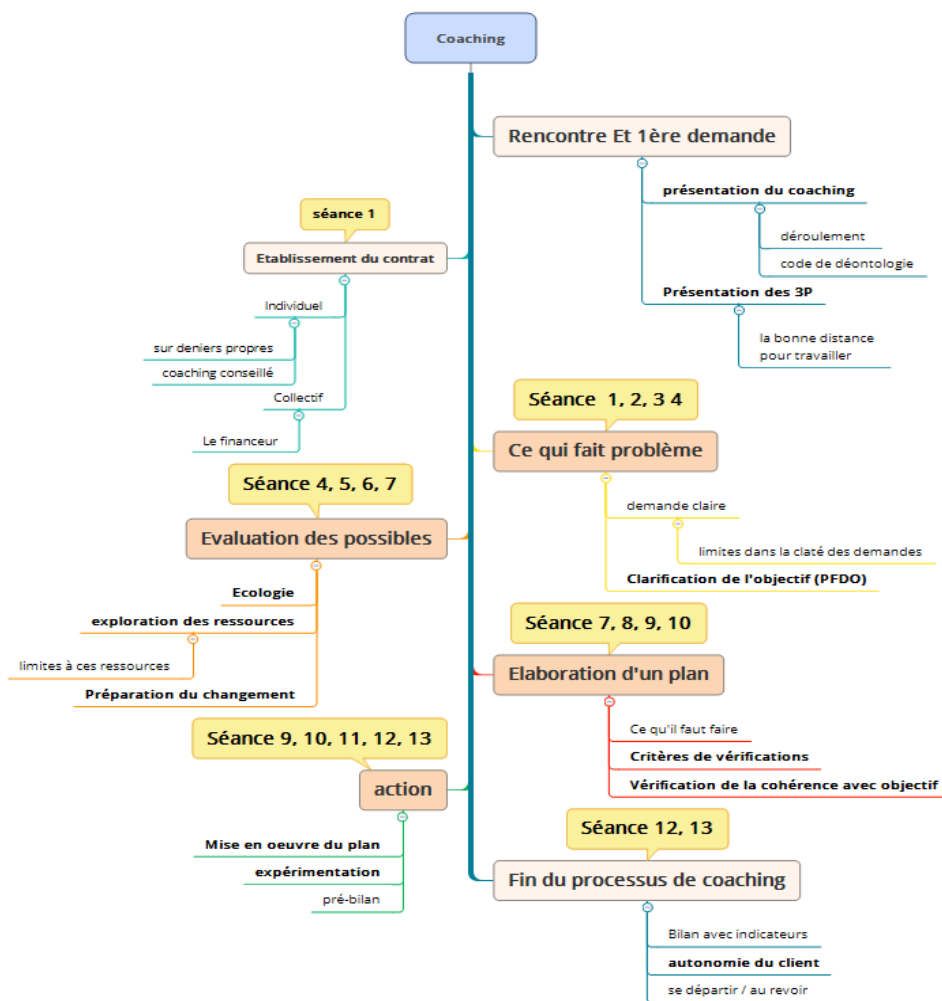 Coaching
Rencontre Et 1ère demande
présentation du coaching
déroulement
code de déontologie
Présentation des 3P
la bonne distance
pour travailler
séance 1
Etablissement du contrat
Individuel
sur deniers propres
coaching conseillé
Collectif
Le financeur
Séance  1, 2, 3 4
Ce qui fait problème
demande claire
limites dans la claté des demandes
Clarification de l'objectif (PFDO)
Séance 4, 5, 6, 7
Evaluation des possibles
Ecologie
exploration des ressources
limites à ces ressources
Préparation du changement
Séance 7, 8, 9, 10
Elaboration d'un plan
Ce qu'il faut faire
Critères de vérifications
Vérification de la cohérence avec objectif
Séance 9, 10, 11, 12, 13
action
Mise en oeuvre du plan
expérimentation
pré-bilan
Séance 12, 13
Fin du processus de coaching
Bilan avec indicateurs
autonomie du client
se départir / au revoir